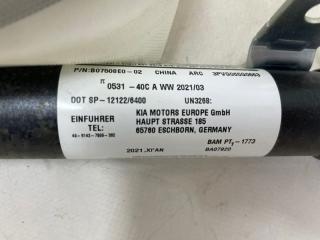 P/N:B07608E0-02 CHINA ARC
π 0531 -40C A WW 2021/03
DOT SP-12122/6400 UN3268:
EINFUHRER KIA MOTORS EUROPE GmbH
TEL: HAUPT STRASSE 185
65760 ESCHBORN, GERMANY
BAM PT₁-1773
2021.XI'AN BA07920